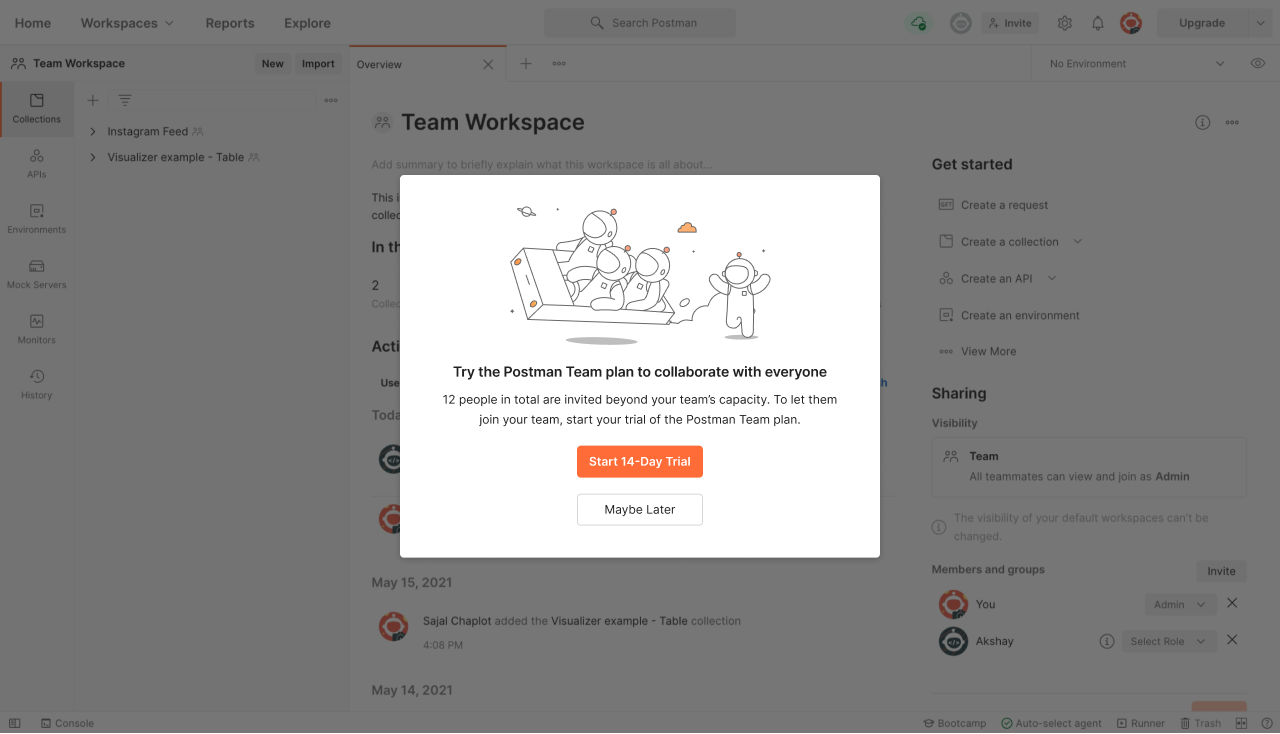 Home Workspaces Reports Explore Search Postman Invite Upgrade
Team Workspace New Import Overview No Environment
Collections
APIs
Environments
Mock Servers
Monitors
History
Instagram Feed
Visualizer example - Table
Team Workspace
Add summary to briefly explain what this workspace is all about...
This i
collec
In th
2
Collec
Acti
Use
h
Toda
Try the Postman Team plan to collaborate with everyone
12 people in total are invited beyond your team's capacity. To let them
join your team, start your trial of the Postman Team plan.
Start 14-Day Trial
Maybe Later
May 15, 2021
Sajal Chaplot added the Visualizer example - Table collection
4:08 PM
May 14, 2021
Get started
GET Create a request
Create a collection
Create an API
Create an environment
View More
Sharing
Visibility
Team
All teammates can view and join as Admin
The visibility of your default workspaces can't be
changed.
Members and groups Invite
You Admin
Akshay Select Role
Console Bootcamp Auto-select agent Runner Trash